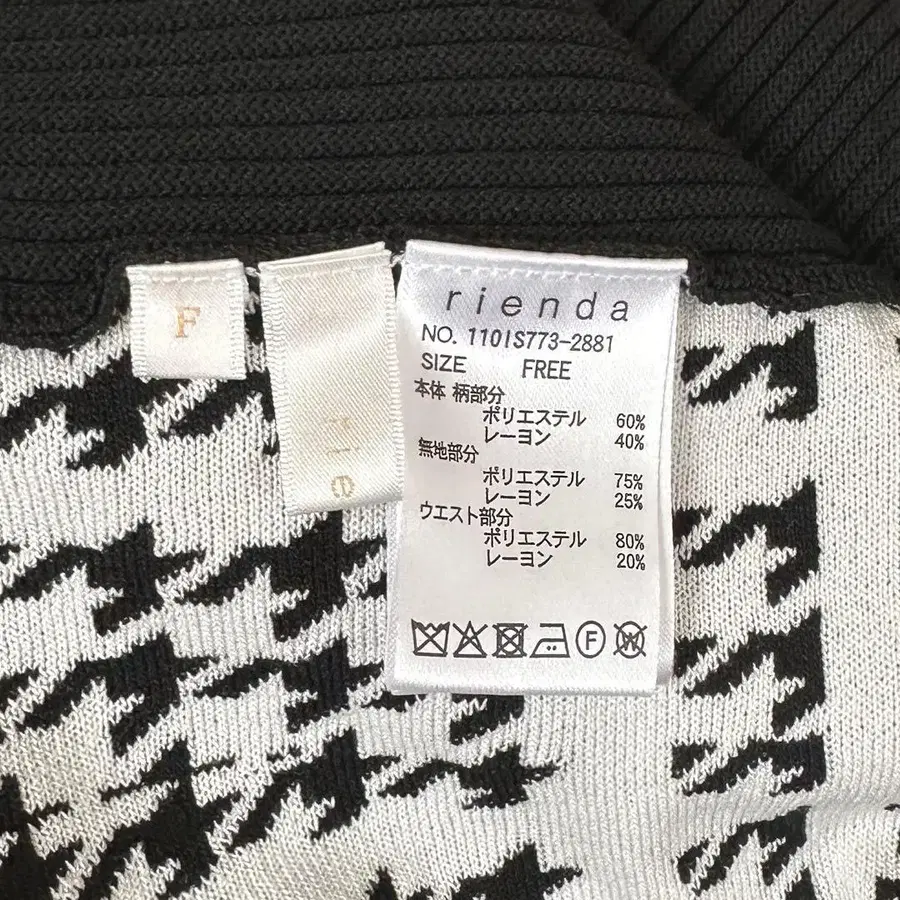 F
rienda
NO. 110IS773-2881
SIZE FREE
本体 柄部分
ポリエステル 60%
レーヨン 40%
無地部分
ポリエステル 75%
レーヨン 25%
ウエスト部分
ポリエステル 80%
レーヨン 20%
F
W